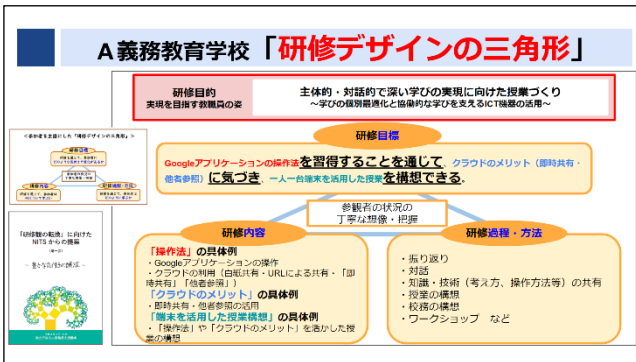 A義務教育学校「研修デザインの三角形」
研修目的
実現を目指す教職員の姿
主体的・対話的で深い学びの実現に向けた授業づくり
～学びの個別最適化と協働的な学びを支えるICT機器の活用～
研修目標
Googleアプリケーションの操作法を習得することを通じて、クラウドのメリット（即時共有・
他者参照）に気づき、一人一台端末を活用した授業を構想できる。
参観者の状況の
丁寧な想像・把握
研修内容
「操作法」の具体例
・Googleアプリケーションの操作
・クラウドの利用（白紙共有・URLによる共有・「即
時共有」「他者参照」）
「クラウドのメリット」の具体例
・即時共有・他者参照の活用
「端末を活用した授業構想」の具体例
・「操作法」や「クラウドのメリット」を活かした授
業の構想
研修過程・方法
・振り返り
・対話
・知識・技術（考え方、操作方法等）の共有
・授業の構想
・校務の構想
・ワークショップ　など
研修目標
研修内容
「研修観の転換」に向けた
NITSからの提案